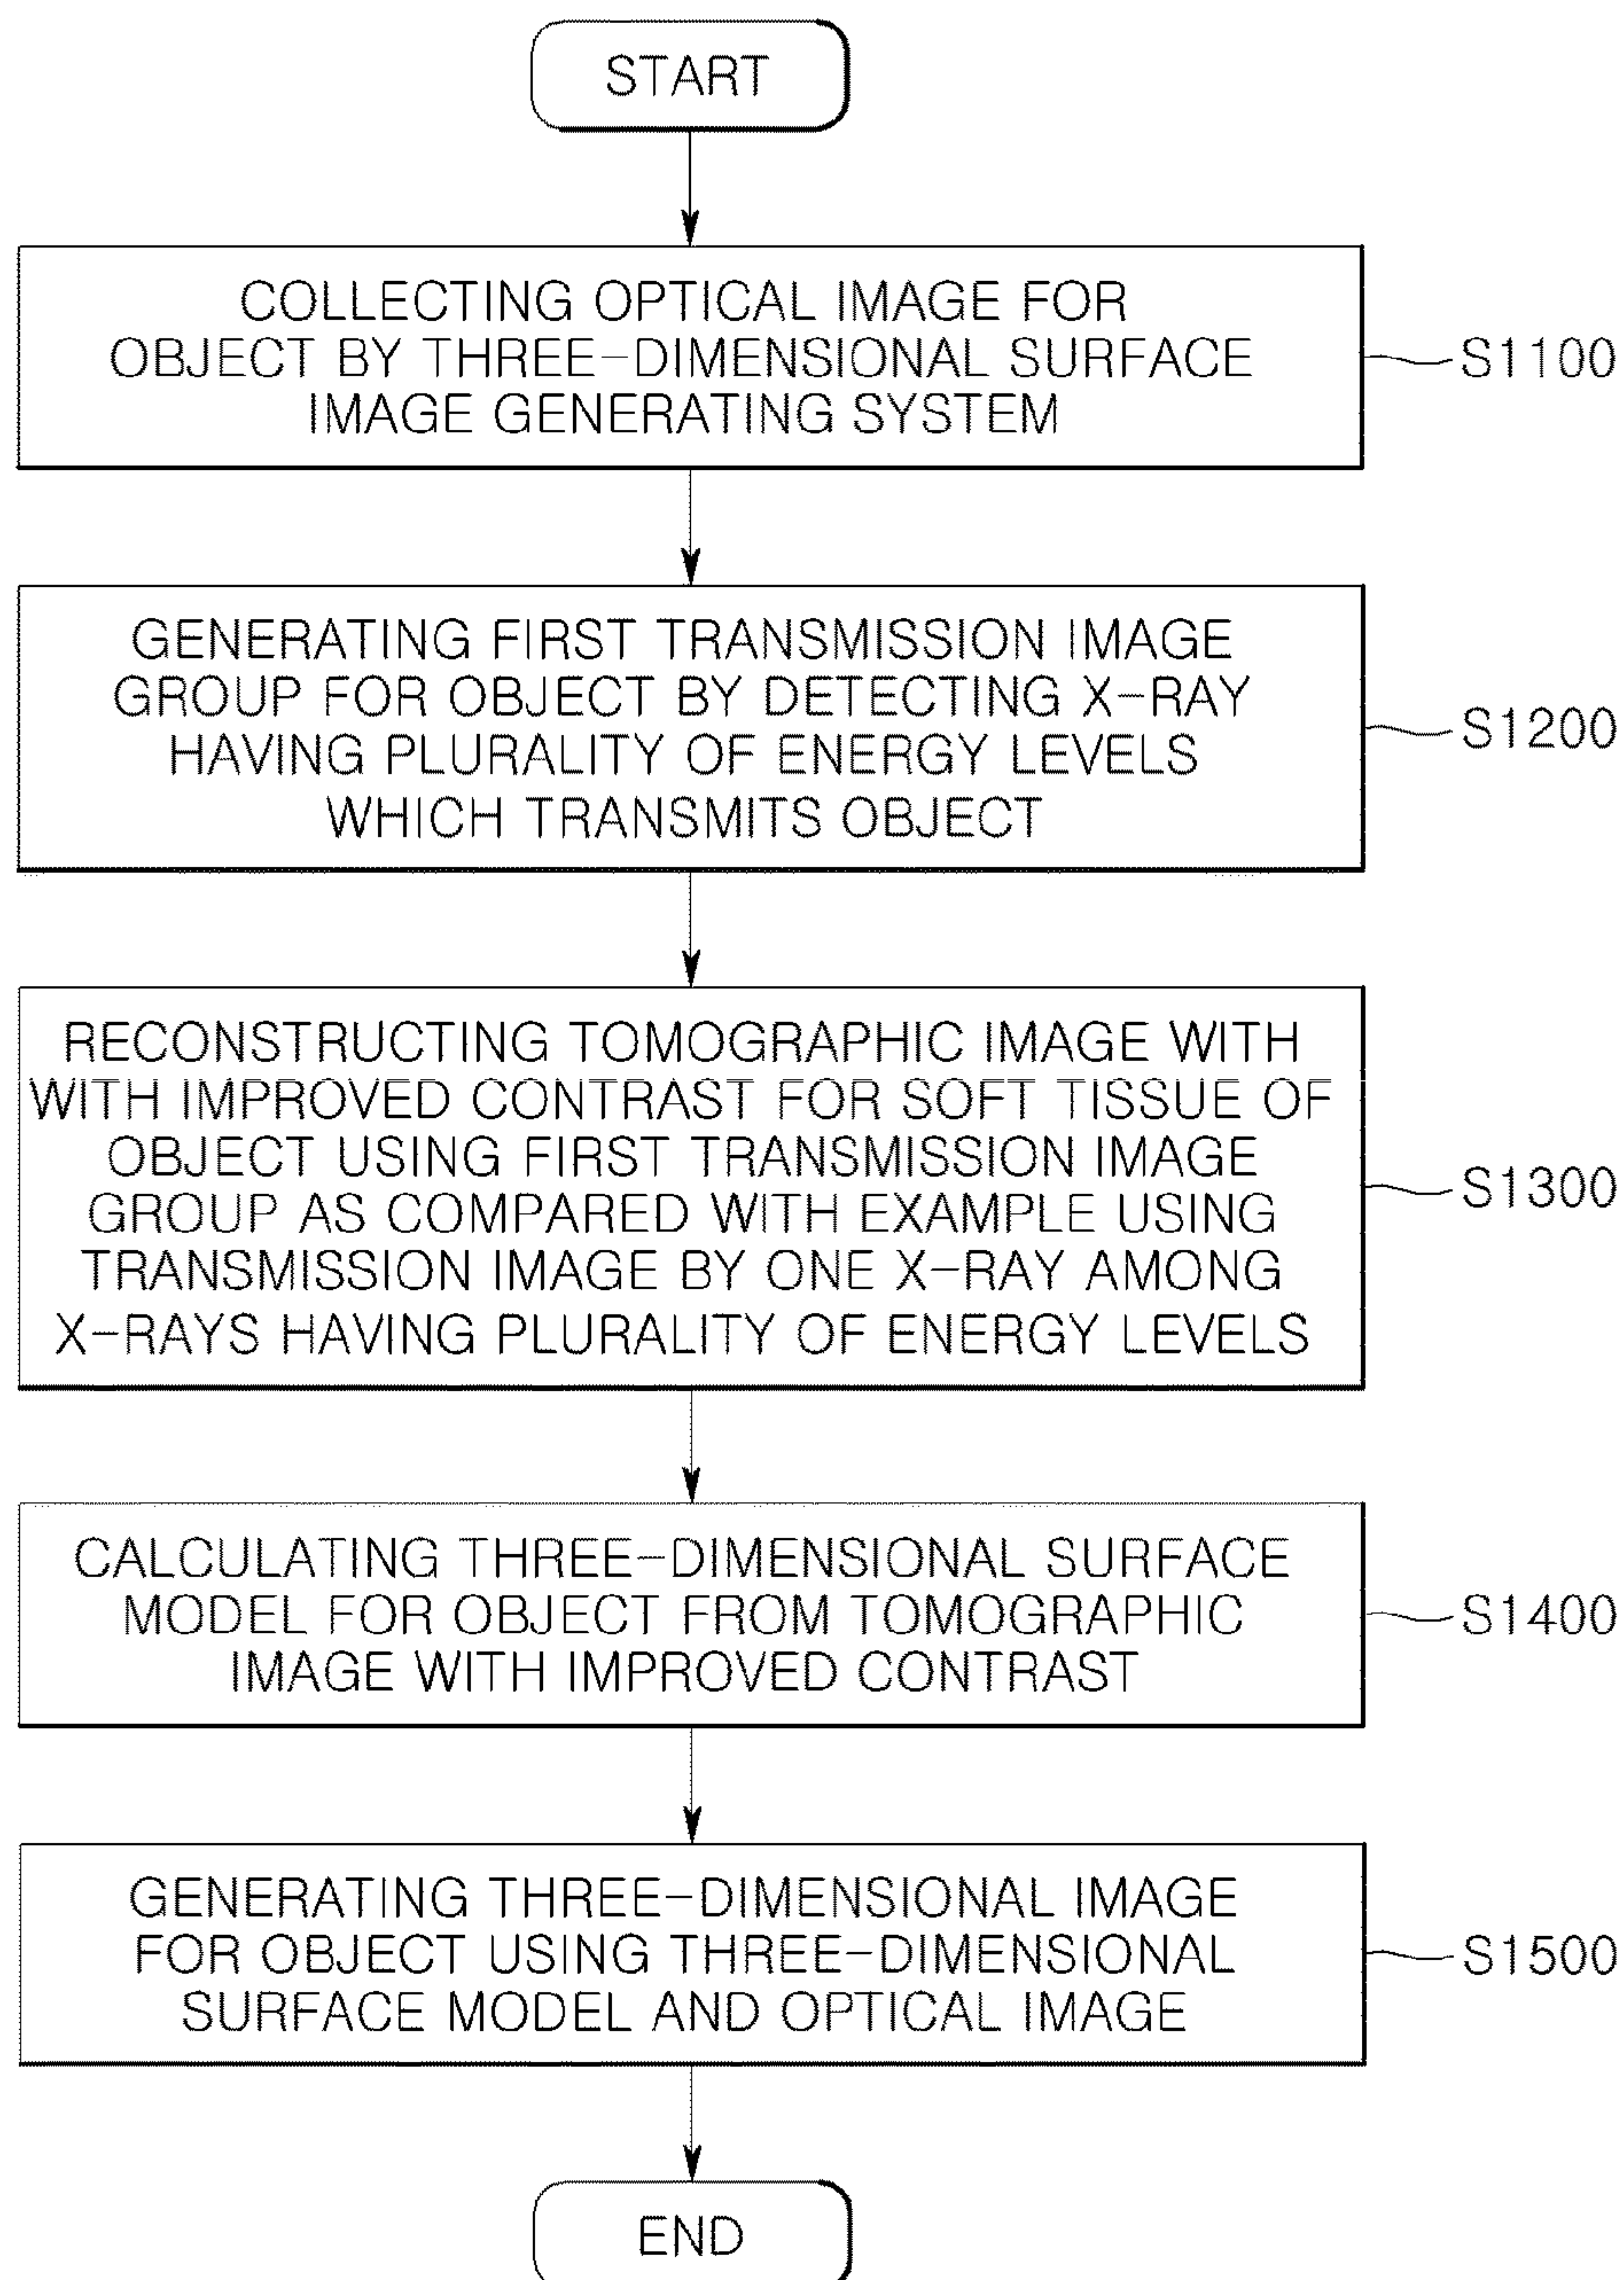 START
COLLECTING OPTICAL IMAGE FOR
OBJECT BY THREE-DIMENSIONAL SURFACE
IMAGE GENERATING SYSTEM
S1100
GENERATING FIRST TRANSMISSION IMAGE
GROUP FOR OBJECT BY DETECTING X-RAY
HAVING PLURALITY OF ENERGY LEVELS
WHICH TRANSMITS OBJECT
S1200
RECONSTRUCTING TOMOGRAPHIC IMAGE WITH
WITH IMPROVED CONTRAST FOR SOFT TISSUE OF
OBJECT USING FIRST TRANSMISSION IMAGE
GROUP AS COMPARED WITH EXAMPLE USING
TRANSMISSION IMAGE BY ONE X-RAY AMONG
X-RAYS HAVING PLURALITY OF ENERGY LEVELS
S1300
CALCULATING THREE-DIMENSIONAL SURFACE
MODEL FOR OBJECT FROM TOMOGRAPHIC
IMAGE WITH IMPROVED CONTRAST
S1400
GENERATING THREE-DIMENSIONAL IMAGE
FOR OBJECT USING THREE-DIMENSIONAL
SURFACE MODEL AND OPTICAL IMAGE
S1500
END